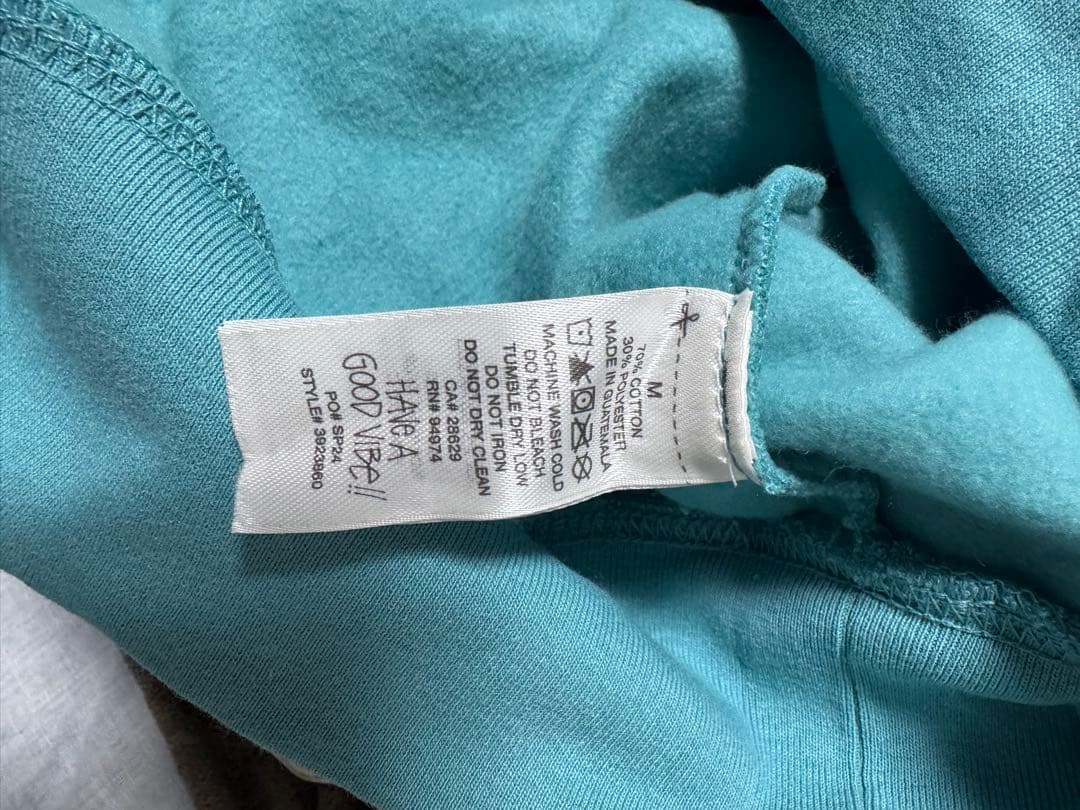 M
70% COTTON
30% POLYESTER
MADE IN GUATEMALA
MACHINE WASH COLD
DO NOT BLEACH
TUMBLE DRY LOW
DO NOT IRON
DO NOT DRY CLEAN
CA# 28629
RN# 94974
HAVE A
GOOD VIBE!!
PO# SP24
STYLE# 3923860